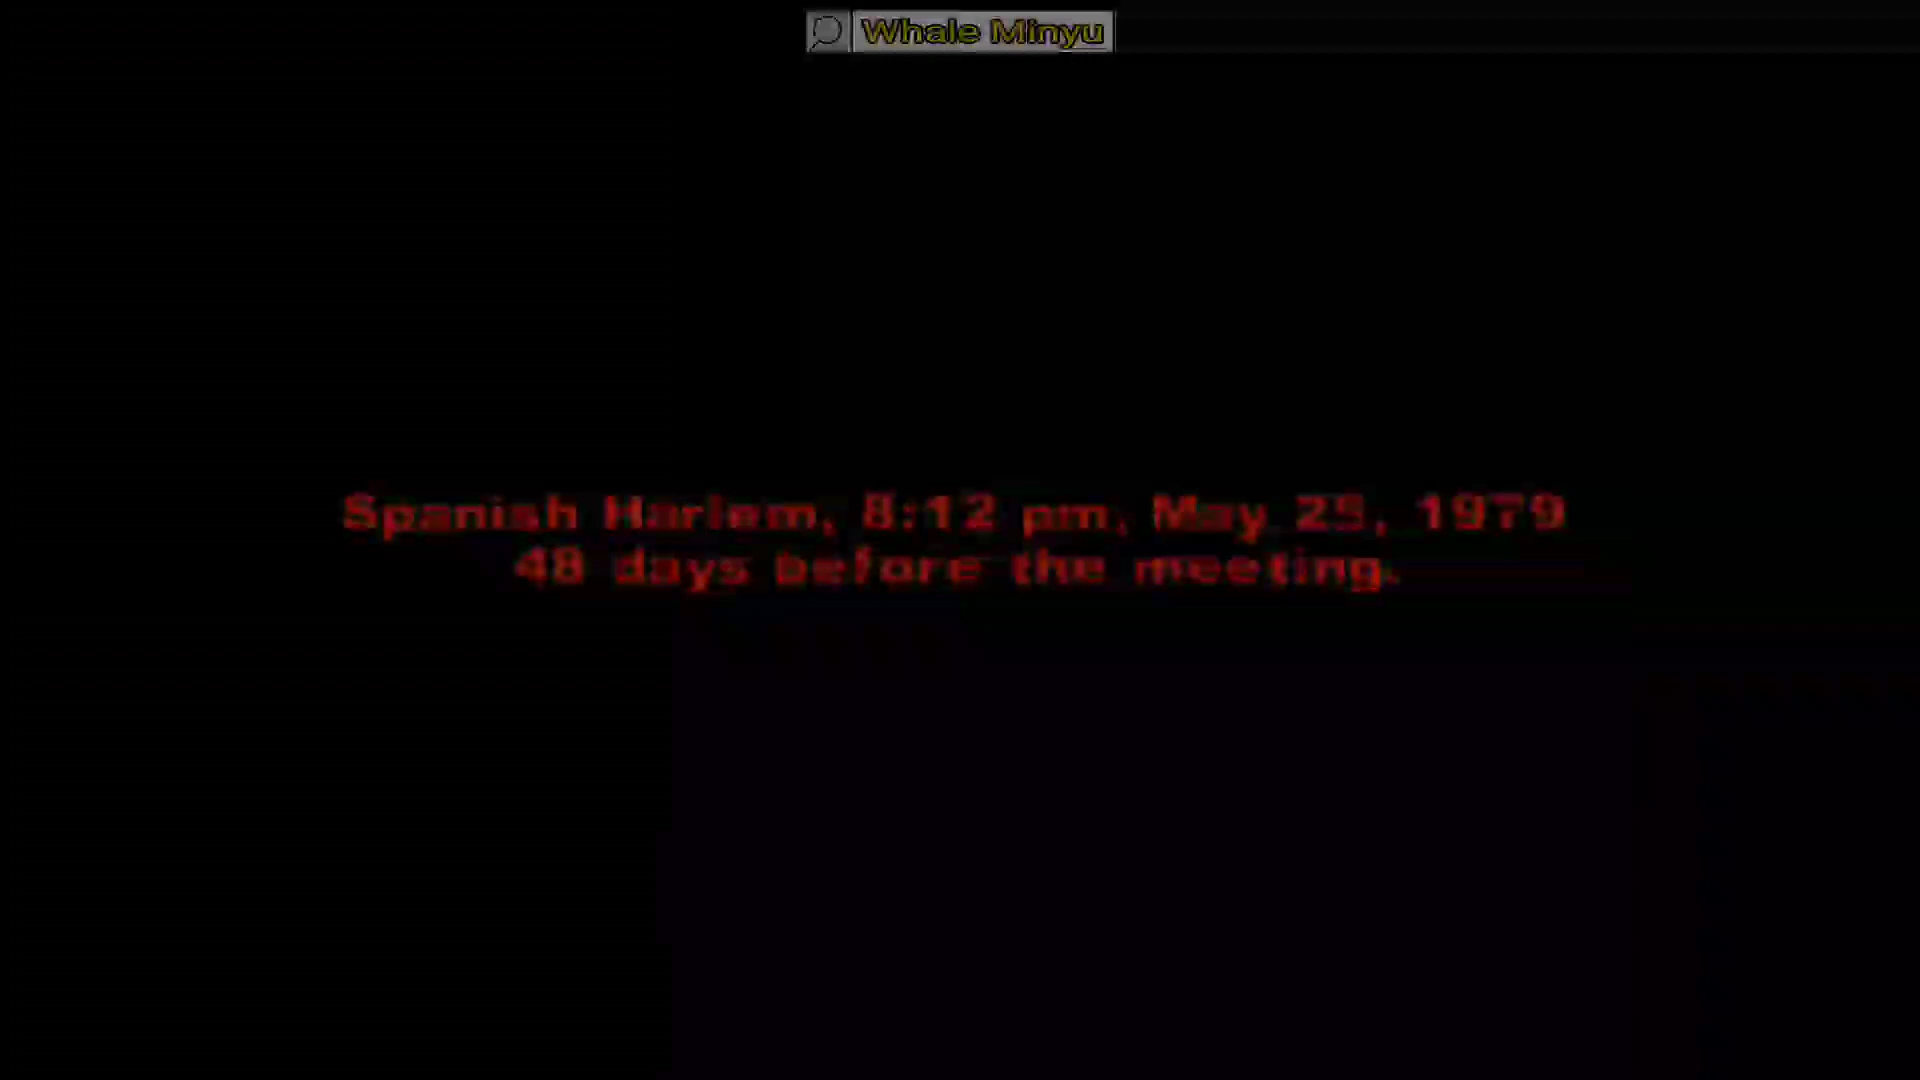 Whale Minyu
Spanish Harlem, 8:12 pm, May 25, 1979
48 days before the meeting.